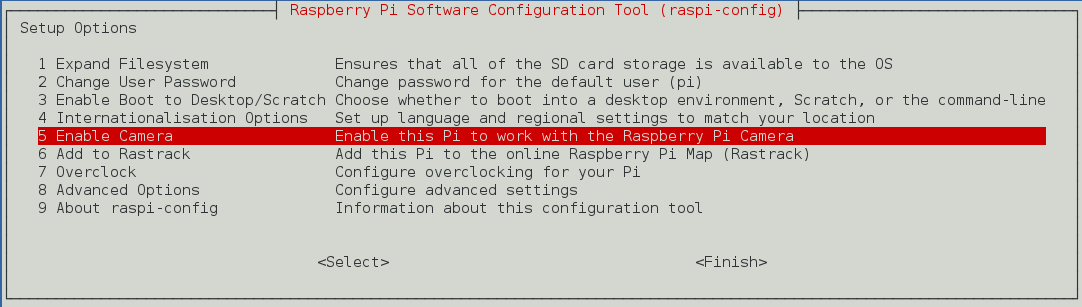 Raspberry Pi Software Configuration Tool (raspi-config)
Setup Options
1 Expand Filesystem Ensures that all of the SD card storage is available to the OS
2 Change User Password Change password for the default user (pi)
3 Enable Boot to Desktop/Scratch Choose whether to boot into a desktop environment, Scratch, or the command-line
4 Internationalisation Options Set up language and regional settings to match your location
5 Enable Camera Enable this Pi to work with the Raspberry Pi Camera
6 Add to Rastrack Add this Pi to the online Raspberry Pi Map (Rastrack)
7 Overclock Configure overclocking for your Pi
8 Advanced Options Configure advanced settings
9 About raspi-config Information about this configuration tool
<Select> <Finish>